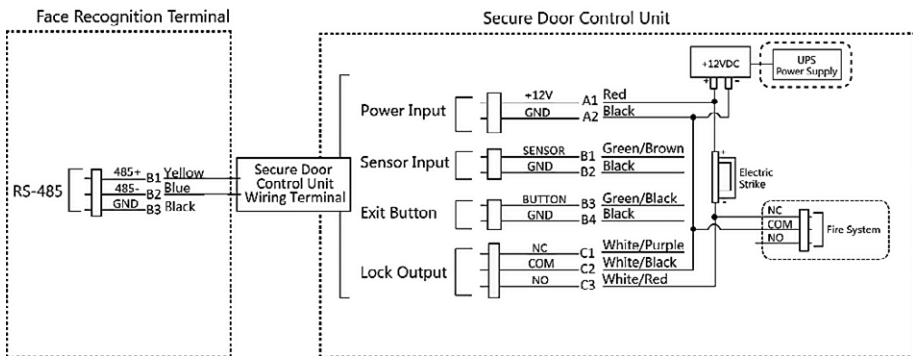 Face Recognition Terminal
Secure Door Control Unit
+12VDC
+ -
UPS
Power Supply
Power Input
+12V A1 Red
GND A2 Black
Sensor Input
SENSOR B1 Green/Brown
GND B2 Black
Exit Button
BUTTON B3 Green/Black
GND B4 Black
Lock Output
NC C1 White/Purple
COM C2 White/Black
NO C3 White/Red
RS-485
485+ B1 Yellow
485- B2 Blue
GND B3 Black
Secure Door
Control Unit
Wiring Terminal
+
Electric
Strike
-
NC
COM
NO
Fire System